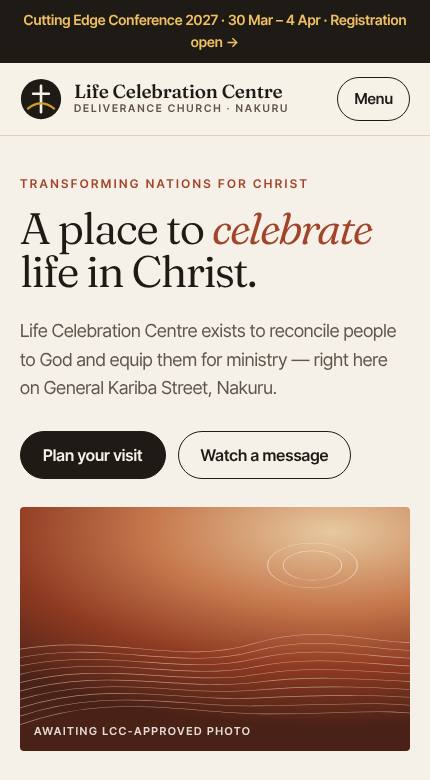 Cutting Edge Conference 2027 · 30 Mar – 4 Apr · Registration
open →
Life Celebration Centre
DELIVERANCE CHURCH · NAKURU
Menu
TRANSFORMING NATIONS FOR CHRIST
A place to celebrate
life in Christ.
Life Celebration Centre exists to reconcile people
to God and equip them for ministry — right here
on General Kariba Street, Nakuru.
Plan your visit
Watch a message
AWAITING LCC-APPROVED PHOTO